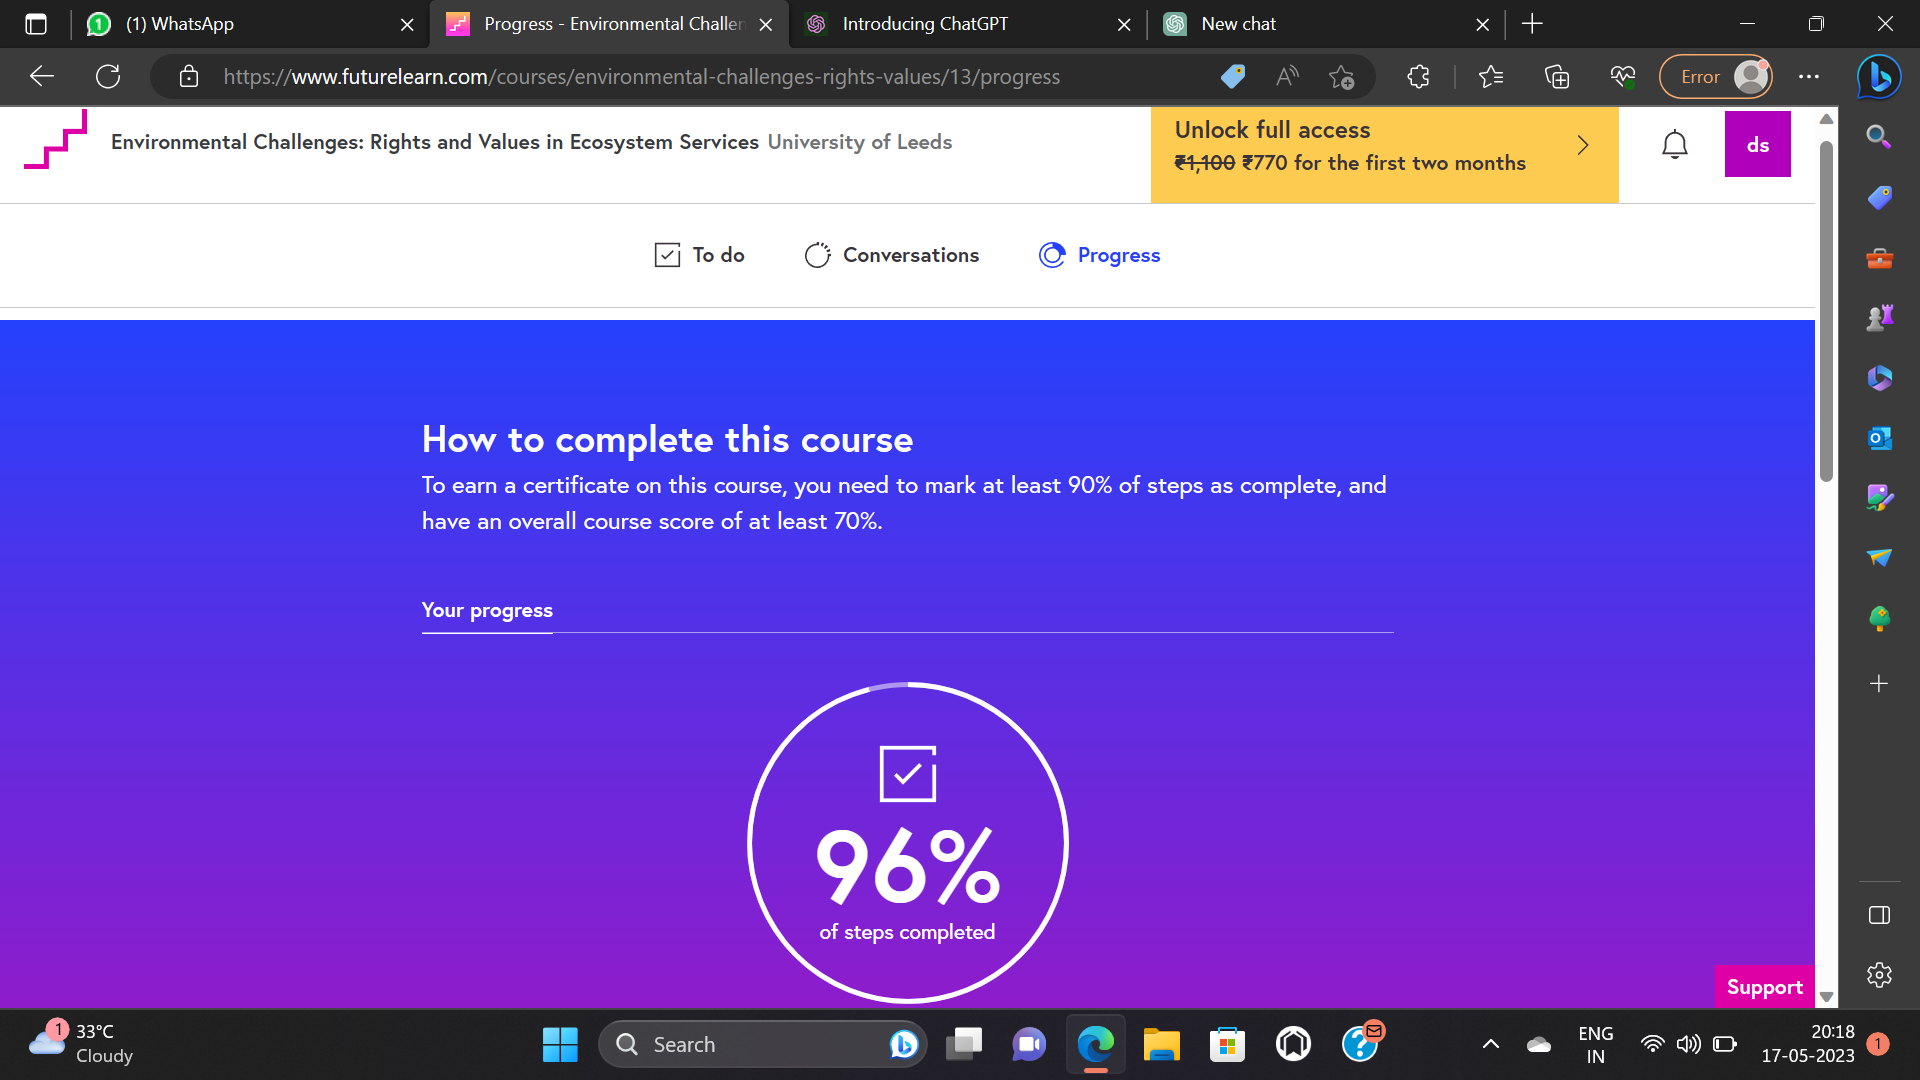 (1) WhatsApp
Progress - Environmental Challen
Introducing ChatGPT
New chat
https://www.futurelearn.com/courses/environmental-challenges-rights-values/13/progress
Error
Environmental Challenges: Rights and Values in Ecosystem Services University of Leeds
Unlock full access
₹1,100 ₹770 for the first two months
ds
To do
Conversations
Progress
How to complete this course
To earn a certificate on this course, you need to mark at least 90% of steps as complete, and
have an overall course score of at least 70%.
Your progress
96%
of steps completed
Support
1
33°C
Cloudy
Search
ENG
IN
20:18
17-05-2023
1